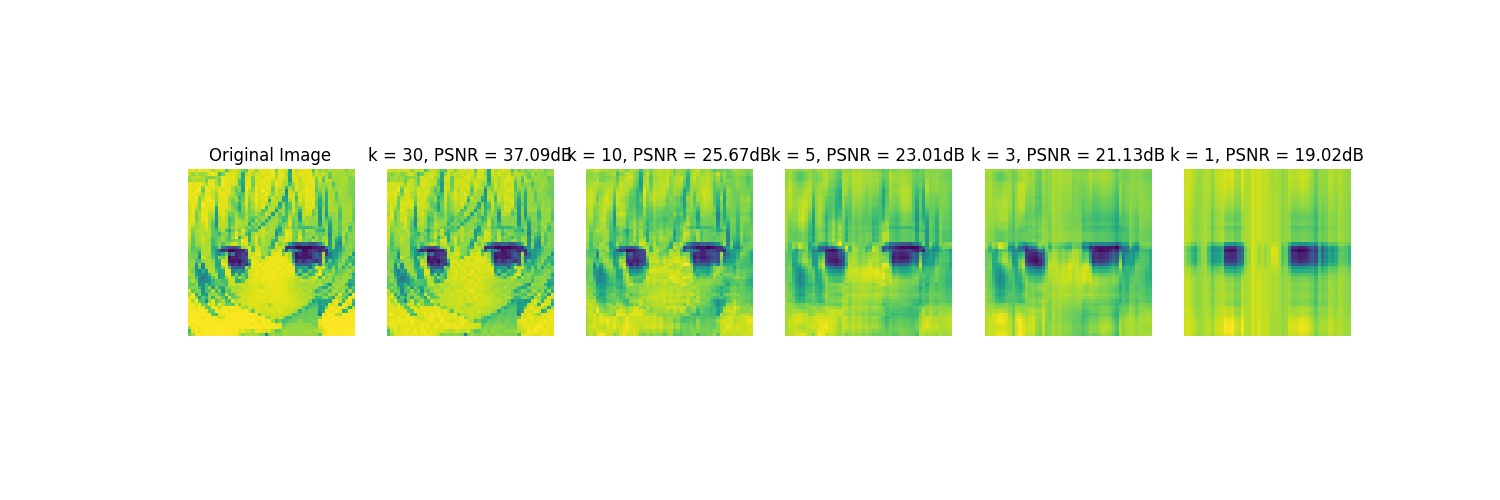 Original Image
k = 30, PSNR = 37.09dB
k = 10, PSNR = 25.67dB
k = 5, PSNR = 23.01dB
k = 3, PSNR = 21.13dB
k = 1, PSNR = 19.02dB